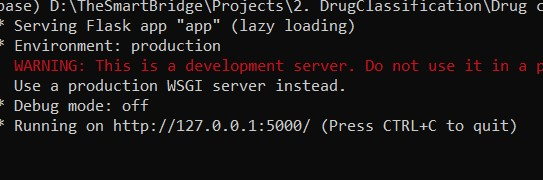 base) D:\TheSmartBridge\Projects\2. DrugClassification\Drug c
* Serving Flask app "app" (lazy loading)
* Environment: production
WARNING: This is a development server. Do not use it in a p
Use a production WSGI server instead.
* Debug mode: off
* Running on http://127.0.0.1:5000/ (Press CTRL+C to quit)